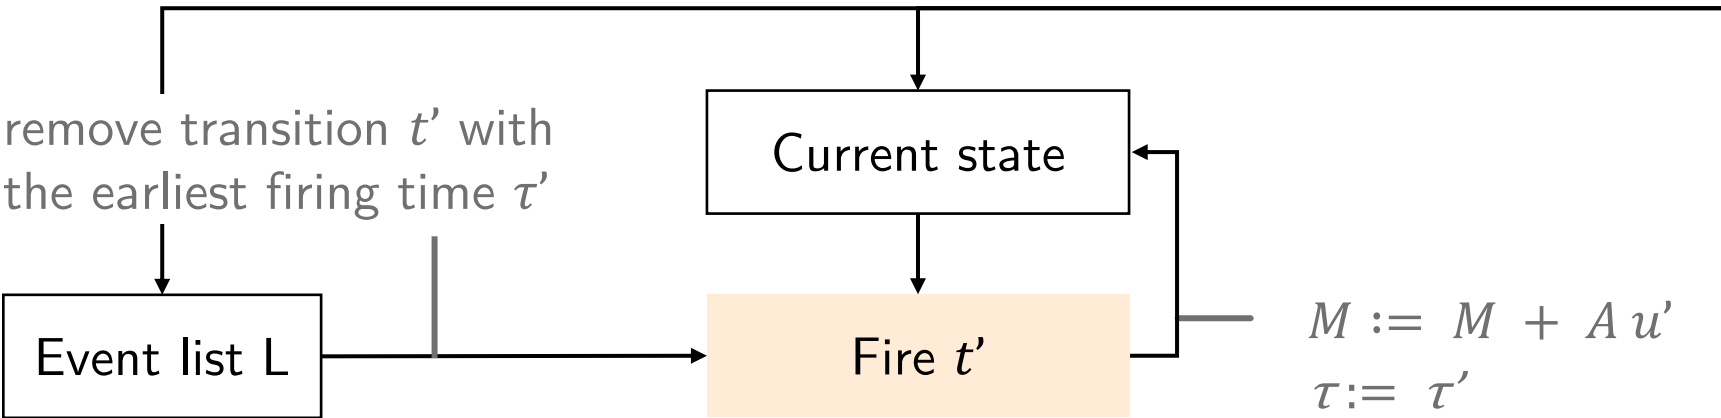 remove transition t’ with
the earliest firing time τ’
Current state
Event list L
Fire t’
M := M + A u’
τ := τ’